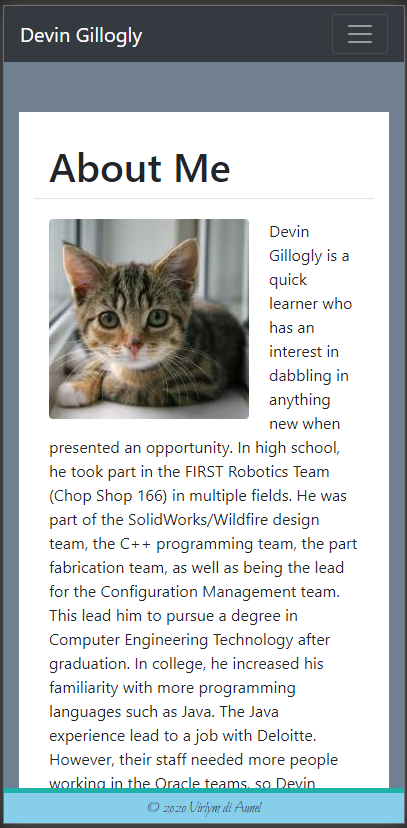 Devin Gillogly
About Me
Devin
Gillogly is a
quick
learner who
has an
interest in
dabbling in
anything
new when
presented an opportunity. In high school,
he took part in the FIRST Robotics Team
(Chop Shop 166) in multiple fields. He was
part of the SolidWorks/Wildfire design
team, the C++ programming team, the part
fabrication team, as well as being the lead
for the Configuration Management team.
This lead him to pursue a degree in
Computer Engineering Technology after
graduation. In college, he increased his
familiarity with more programming
languages such as Java. The Java
experience lead to a job with Deloitte.
However, their staff needed more people
working in the Oracle teams, so Devin
© 2020 Virlym di Aunel